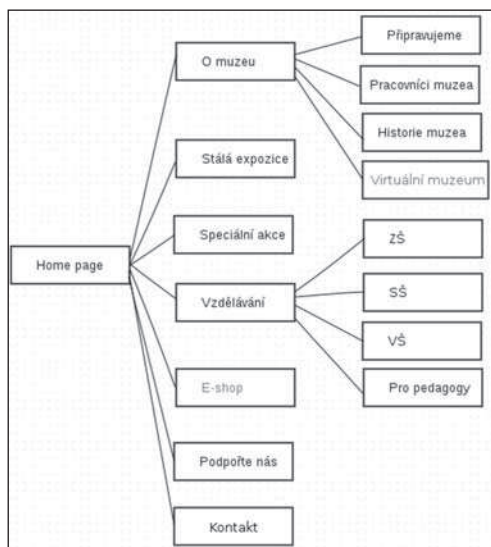 Home page
O muzeu
Připravujeme
Pracovníci muzea
Historie muzea
Virtuální muzeum
Stálá expozice
Speciální akce
Vzdělávání
ZŠ
SŠ
VŠ
Pro pedagogy
E-shop
Podpořte nás
Kontakt